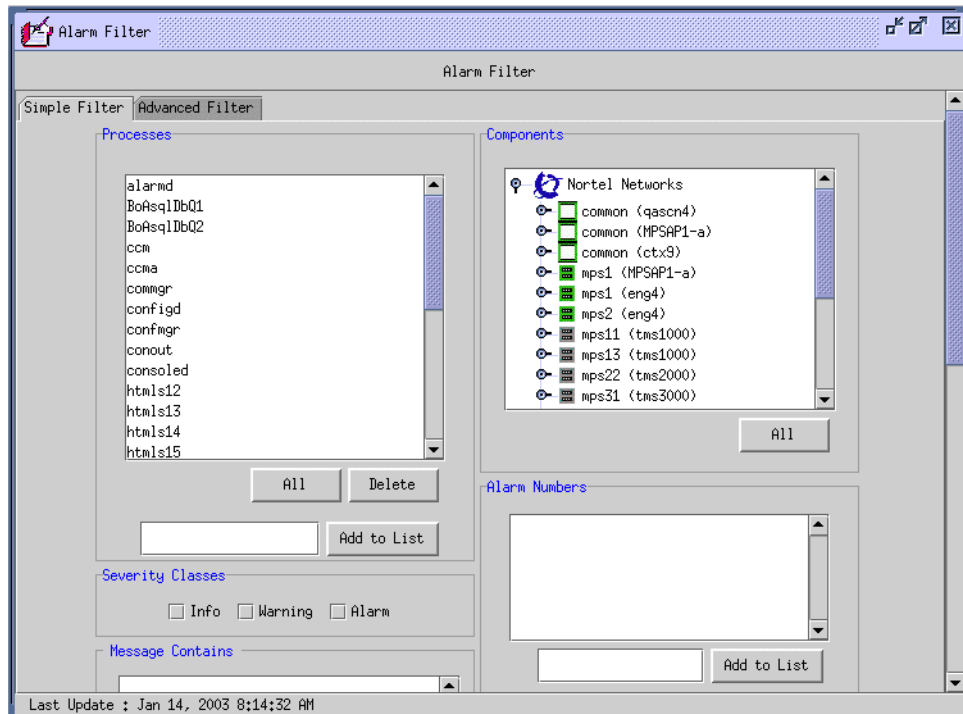 Alarm Filter
Alarm Filter
Simple Filter
Advanced Filter
Processes
alarmd
BoAsqlDbQ1
BoAsqlDbQ2
ccm
ccma
commgr
configd
confmgr
conout
consoled
htmls12
htmls13
htmls14
htmls15
All
Delete
Add to List
Severity Classes
Info
Warning
Alarm
Message Contains
Components
Nortel Networks
common (qascn4)
common (MPSAP1-a)
common (ctx9)
mps1 (MPSAP1-a)
mps1 (eng4)
mps2 (eng4)
mps11 (tms1000)
mps13 (tms1000)
mps22 (tms2000)
mps31 (tms3000)
All
Alarm Numbers
Add to List
Last Update : Jan 14, 2003 8:14:32 AM